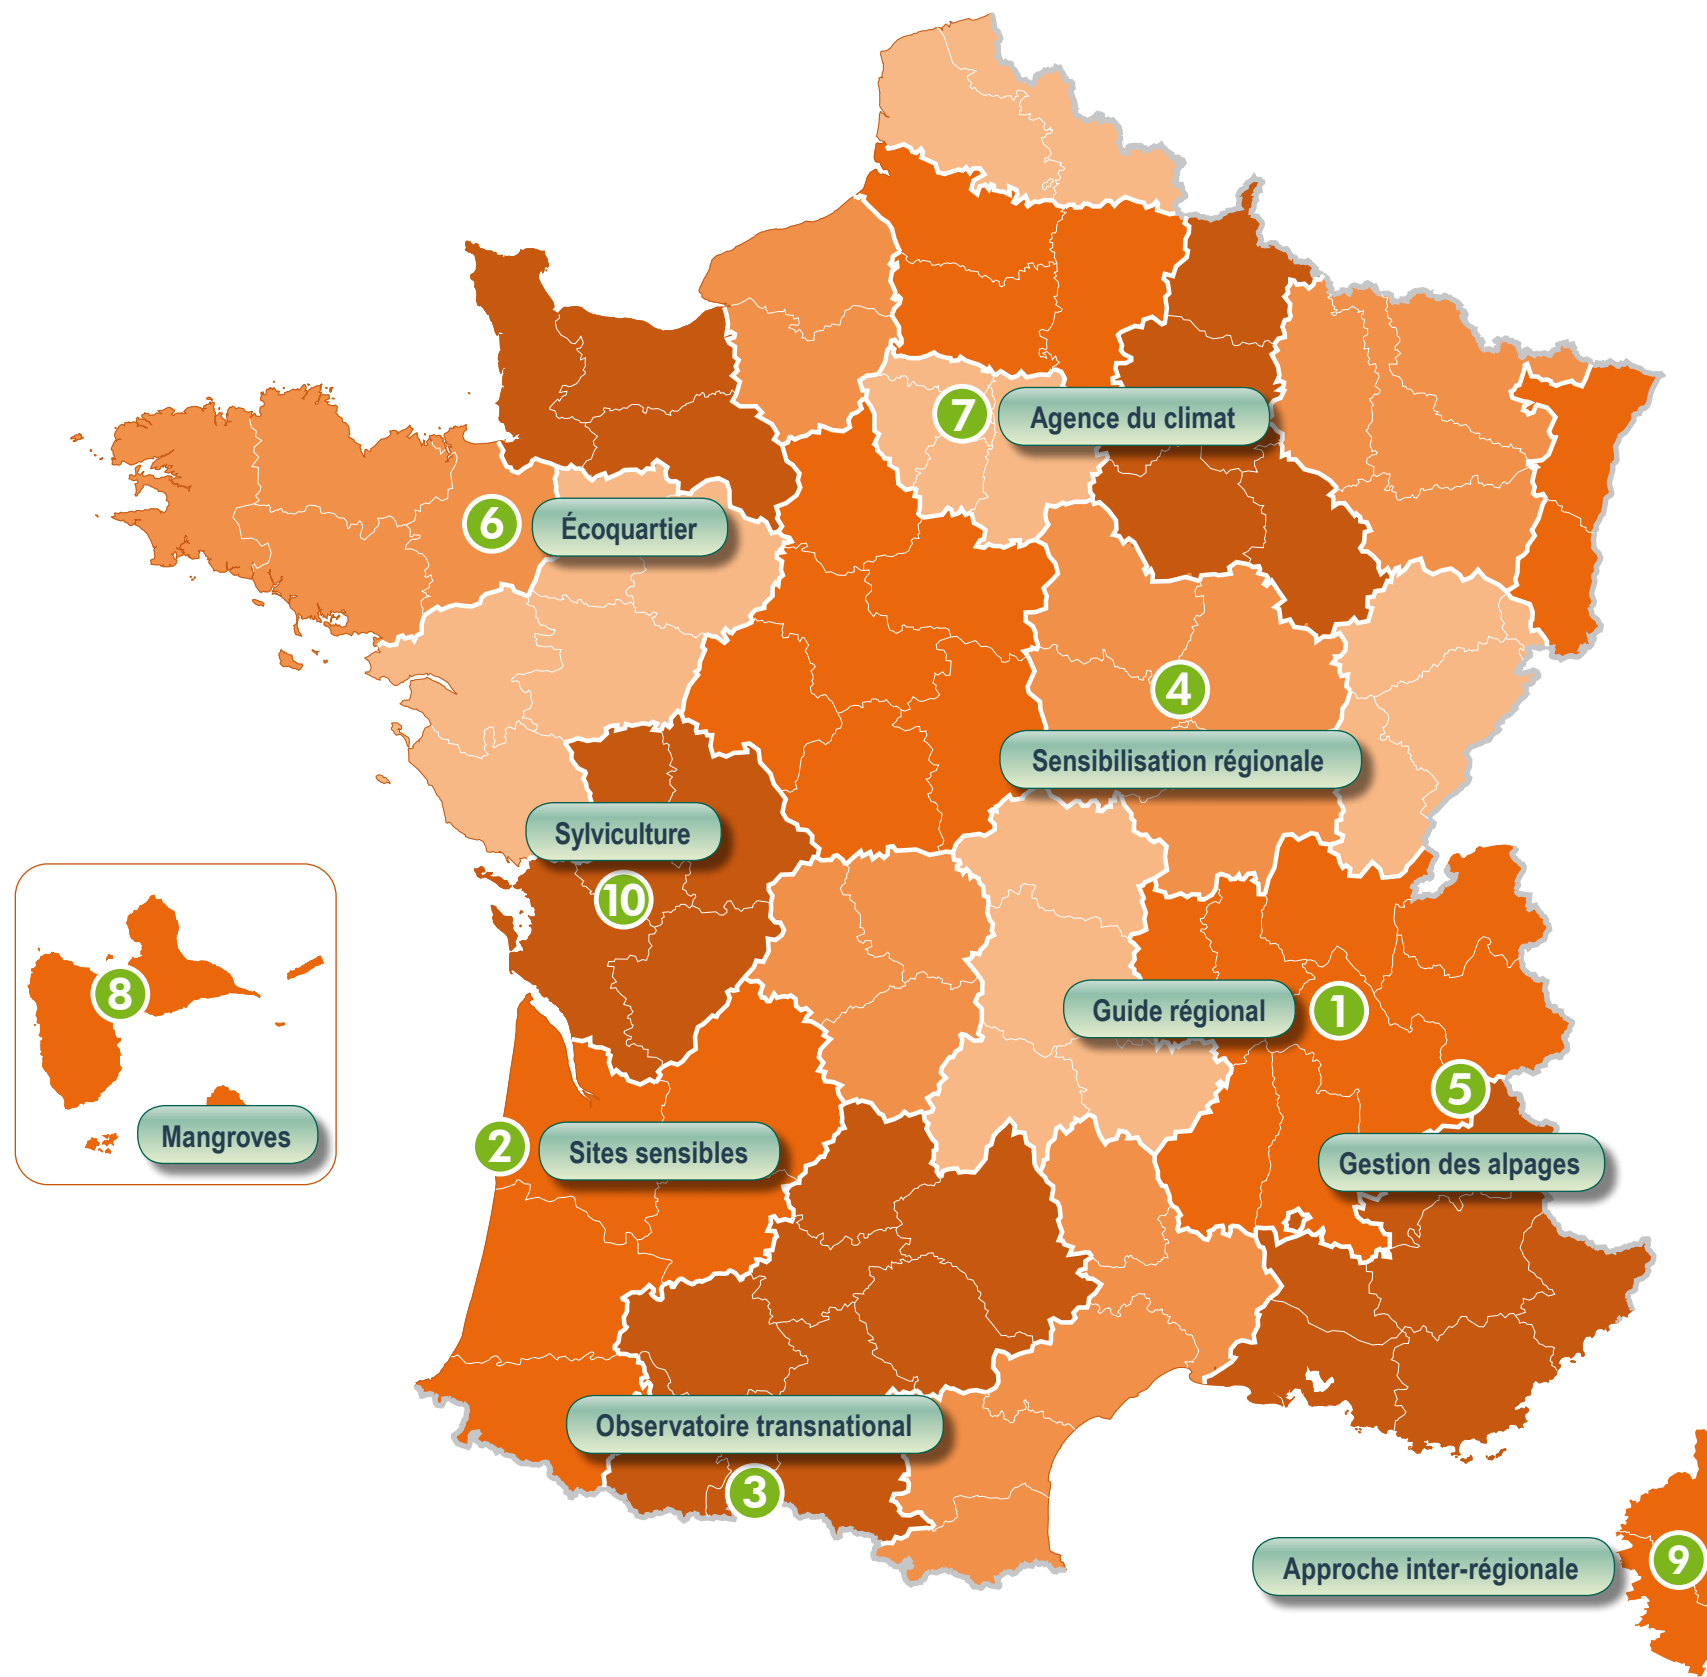 7 Agence du climat
6 Écoquartier
4
Sensibilisation régionale
Sylviculture
10
8
Mangroves
Guide régional 1
5
Gestion des alpages
2 Sites sensibles
Observatoire transnational
3
Approche inter-régionale 9